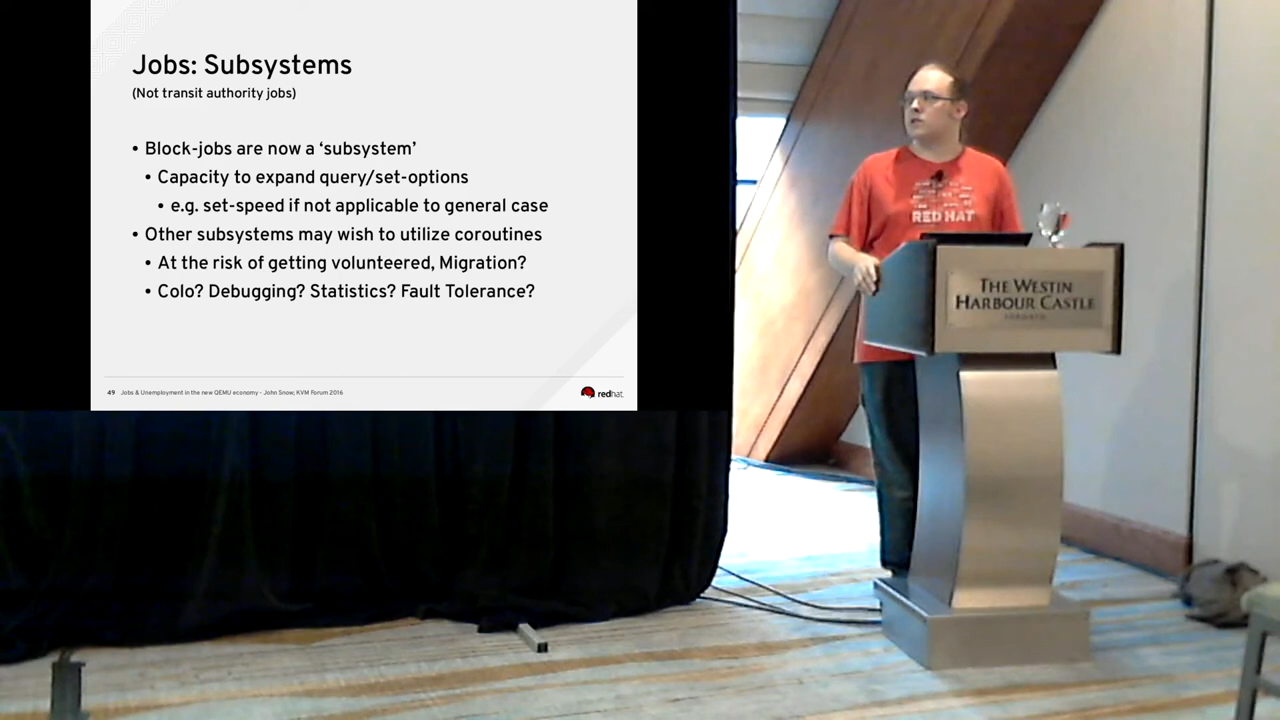 Jobs: Subsystems
(Not transit authority jobs)
• Block-jobs are now a ‘subsystem’
• Capacity to expand query/set-options
• e.g. set-speed if not applicable to general case
• Other subsystems may wish to utilize coroutines
• At the risk of getting volunteered, Migration?
• Colo? Debugging? Statistics? Fault Tolerance?
49 Jobs & Unemployment in the new QEMU economy - John Snow, KVM Forum 2016
redhat.
RED HAT
THE WESTIN
HARBOUR CASTLE
TORONTO